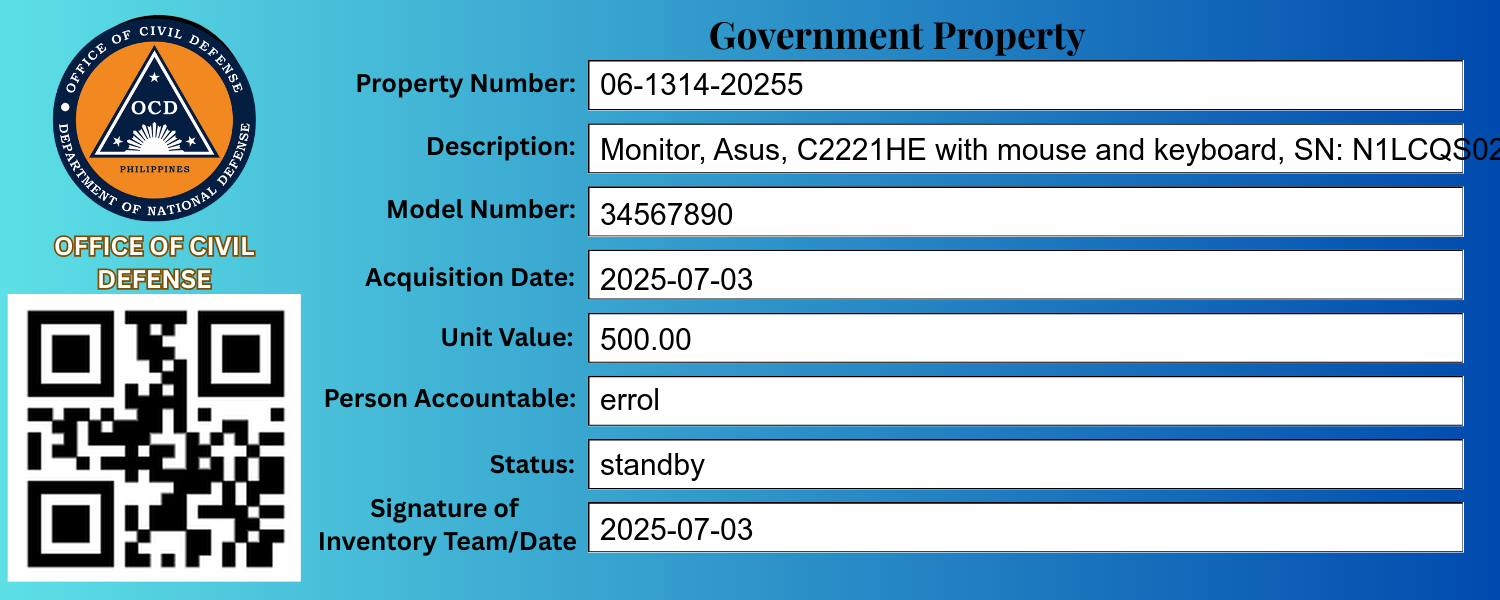 OFFICE OF CIVIL DEFENSE
OCD
PHILIPPINES
DEPARTMENT OF NATIONAL DEFENSE
OFFICE OF CIVIL
DEFENSE
Government Property
Property Number: 06-1314-20255
Description: Monitor, Asus, C2221HE with mouse and keyboard, SN: N1LCQS02
Model Number: 34567890
Acquisition Date: 2025-07-03
Unit Value: 500.00
Person Accountable: errol
Status: standby
Signature of
Inventory Team/Date 2025-07-03